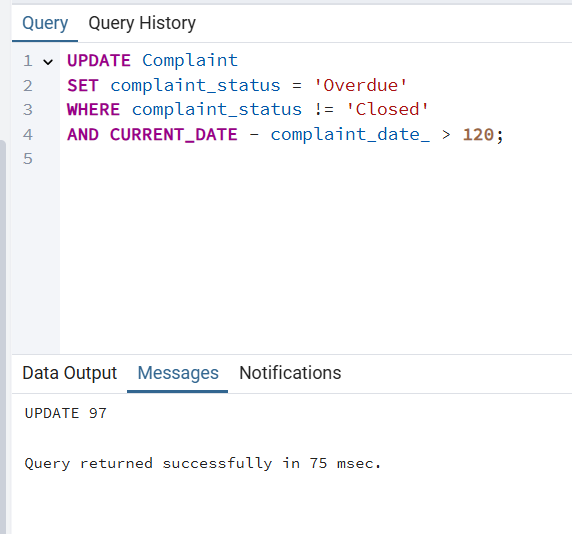 Query Query History
1 UPDATE Complaint
2 SET complaint_status = 'Overdue'
3 WHERE complaint_status != 'Closed'
4 AND CURRENT_DATE - complaint_date_ > 120;
5
Data Output Messages Notifications
UPDATE 97
Query returned successfully in 75 msec.